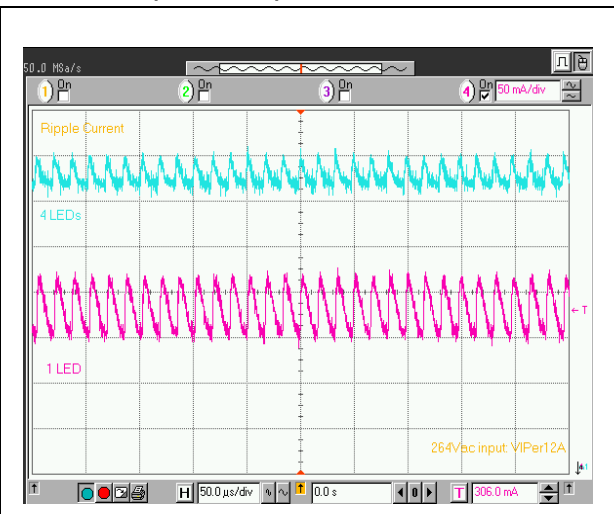 50.0 MSa/s
1 On 2 On 3 On 4 On 50 mA/div
Ripple Current
4 LEDs
T
1 LED
264Vac input: VIPer12A
H 50.0 µs/div 0.0 s 0 T 306.0 mA